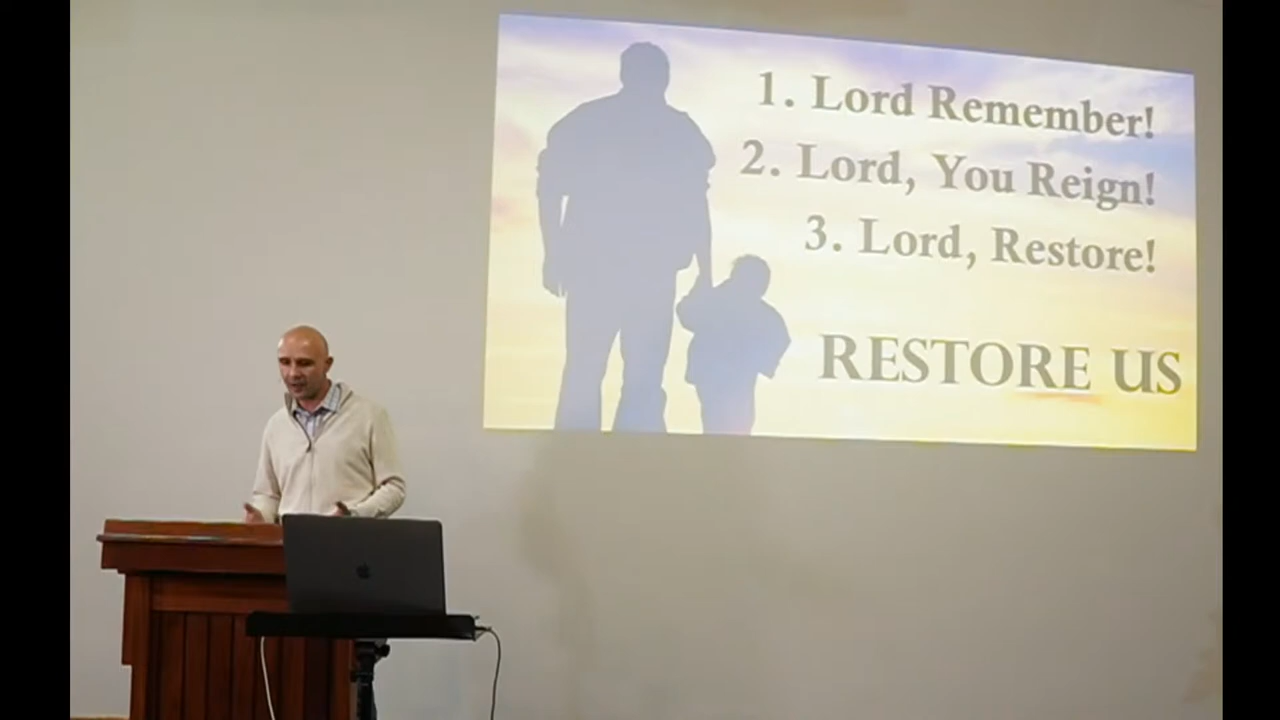 1. Lord Remember!
2. Lord, You Reign!
3. Lord, Restore!
RESTORE US